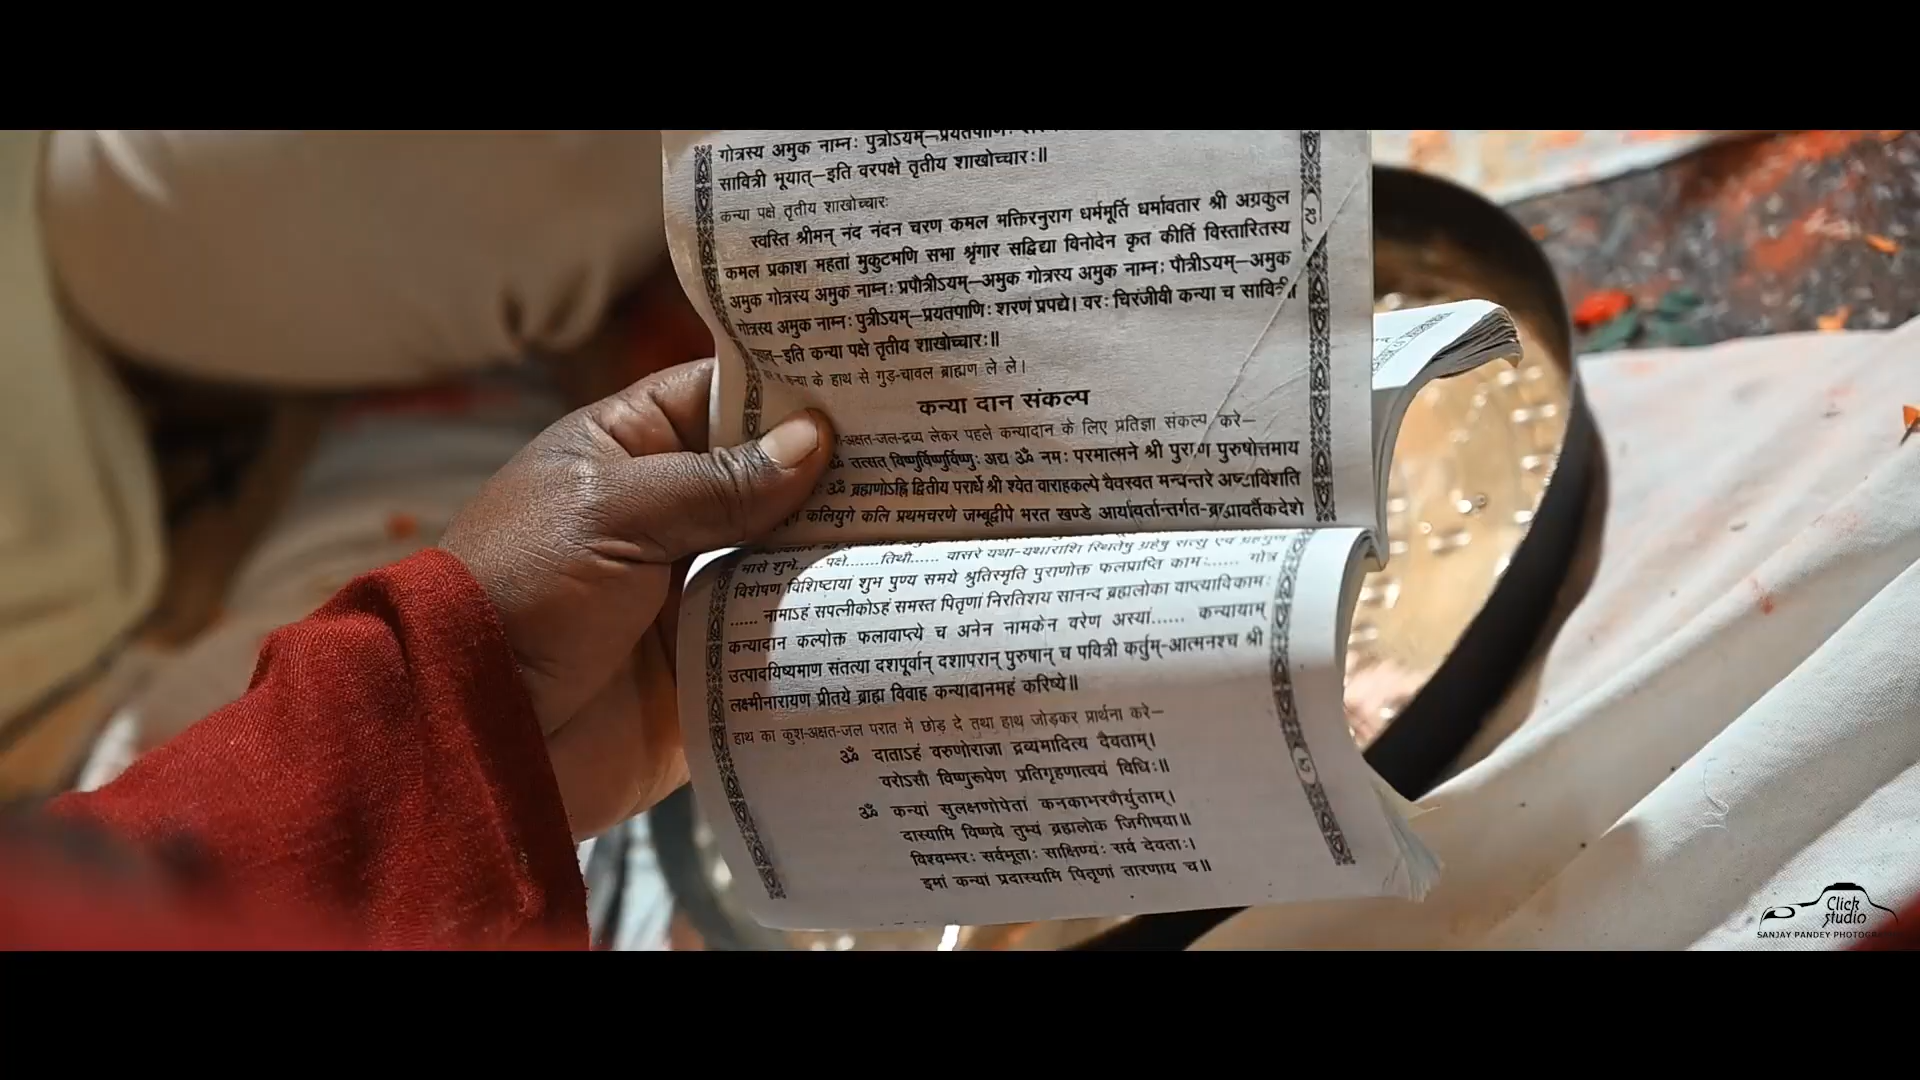 गोत्रस्य अमुक नाम्नः पुत्रोऽयम्–प्रयतपाणिः
सावित्री भूयात्–इति वरपक्षे तृतीय शाखोच्चारः॥
कन्या पक्षे तृतीय शाखोच्चारः
स्वस्ति श्रीमन् नंद नंदन चरण कमल भक्तिरनुराग धर्ममूर्ति धर्मावतार श्री अग्रकुल
कमल प्रकाश महतां मुकुटमणि सभा श्रृंगार सद्विद्या विनोदेन कृत कीर्ति विस्तारितस्य
अमुक गोत्रस्य अमुक नाम्नः प्रपौत्रीऽयम्–अमुक गोत्रस्य अमुक नाम्नः पौत्रीऽयम्–अमुक
गोत्रस्य अमुक नाम्नः पुत्रीऽयम्–प्रयतपाणिः शरणं प्रपद्ये। वरः चिरंजीवी कन्या च सावित्री
इति कन्या पक्षे तृतीय शाखोच्चारः॥
कन्या के हाथ से गुड़-चावल ब्राह्मण ले ले।
कन्या दान संकल्प
अक्षत-जल-द्रव्य लेकर पहले कन्यादान के लिए प्रतिज्ञा संकल्प करे–
ॐ तत्सत् विष्णुर्विष्णुर्विष्णुः अद्य ॐ नमः परमात्मने श्री पुराण पुरुषोत्तमाय
ॐ ब्रह्मणोऽह्नि द्वितीय परार्धे श्री श्वेत वाराहकल्पे वैवस्वत मन्वन्तरे अष्टाविंशति
कलियुगे कलि प्रथमचरणे जम्बूद्वीपे भरत खण्डे आर्यावर्तान्तर्गत-ब्रह्मावर्तैकदेशे
मासे शुभे..... पक्षे.......तिथौ...... वासरे यथा-यथाराशि स्थितेषु ग्रहेषु सत्सु एवं
विशेषण विशिष्टायां शुभ पुण्य समये श्रुतिस्मृति पुराणोक्त फलप्राप्ति कामः...... गोत्र
...... नामाऽहं सपत्नीकोऽहं समस्त पितृणां निरतिशय सानन्द ब्रह्मलोका वाप्त्यादिकामः
कन्यादान कल्पोक्त फलावाप्त्ये च अनेन नामकेन वरेण अस्यां...... कन्यायाम्
उत्पादयिष्यमाण संतत्या दशपूर्वान् दशापरान् पुरुषान् च पवित्री कर्तुम्-आत्मनश्च श्री
लक्ष्मीनारायण प्रीतये ब्राह्म विवाह कन्यादानमहं करिष्ये॥
हाथ का कुश-अक्षत-जल परात में छोड़ दे तथा हाथ जोड़कर प्रार्थना करे–
ॐ दाताऽहं वरुणोराजा द्रव्यमादित्य दैवताम्।
वरोऽसौ विष्णुरूपेण प्रतिगृहणात्वयं विधिः॥
ॐ कन्यां सुलक्षणोपेतां कनकाभरणैर्युताम्।
दास्यामि विष्णवे तुभ्यं ब्रह्मलोक जिगीषया॥
विश्वम्भरः सर्वभूताः साक्षिण्यः सर्व देवताः।
इमां कन्यां प्रदास्यामि पितृणां तारणाय च॥
Click
studio
SANJAY PANDEY